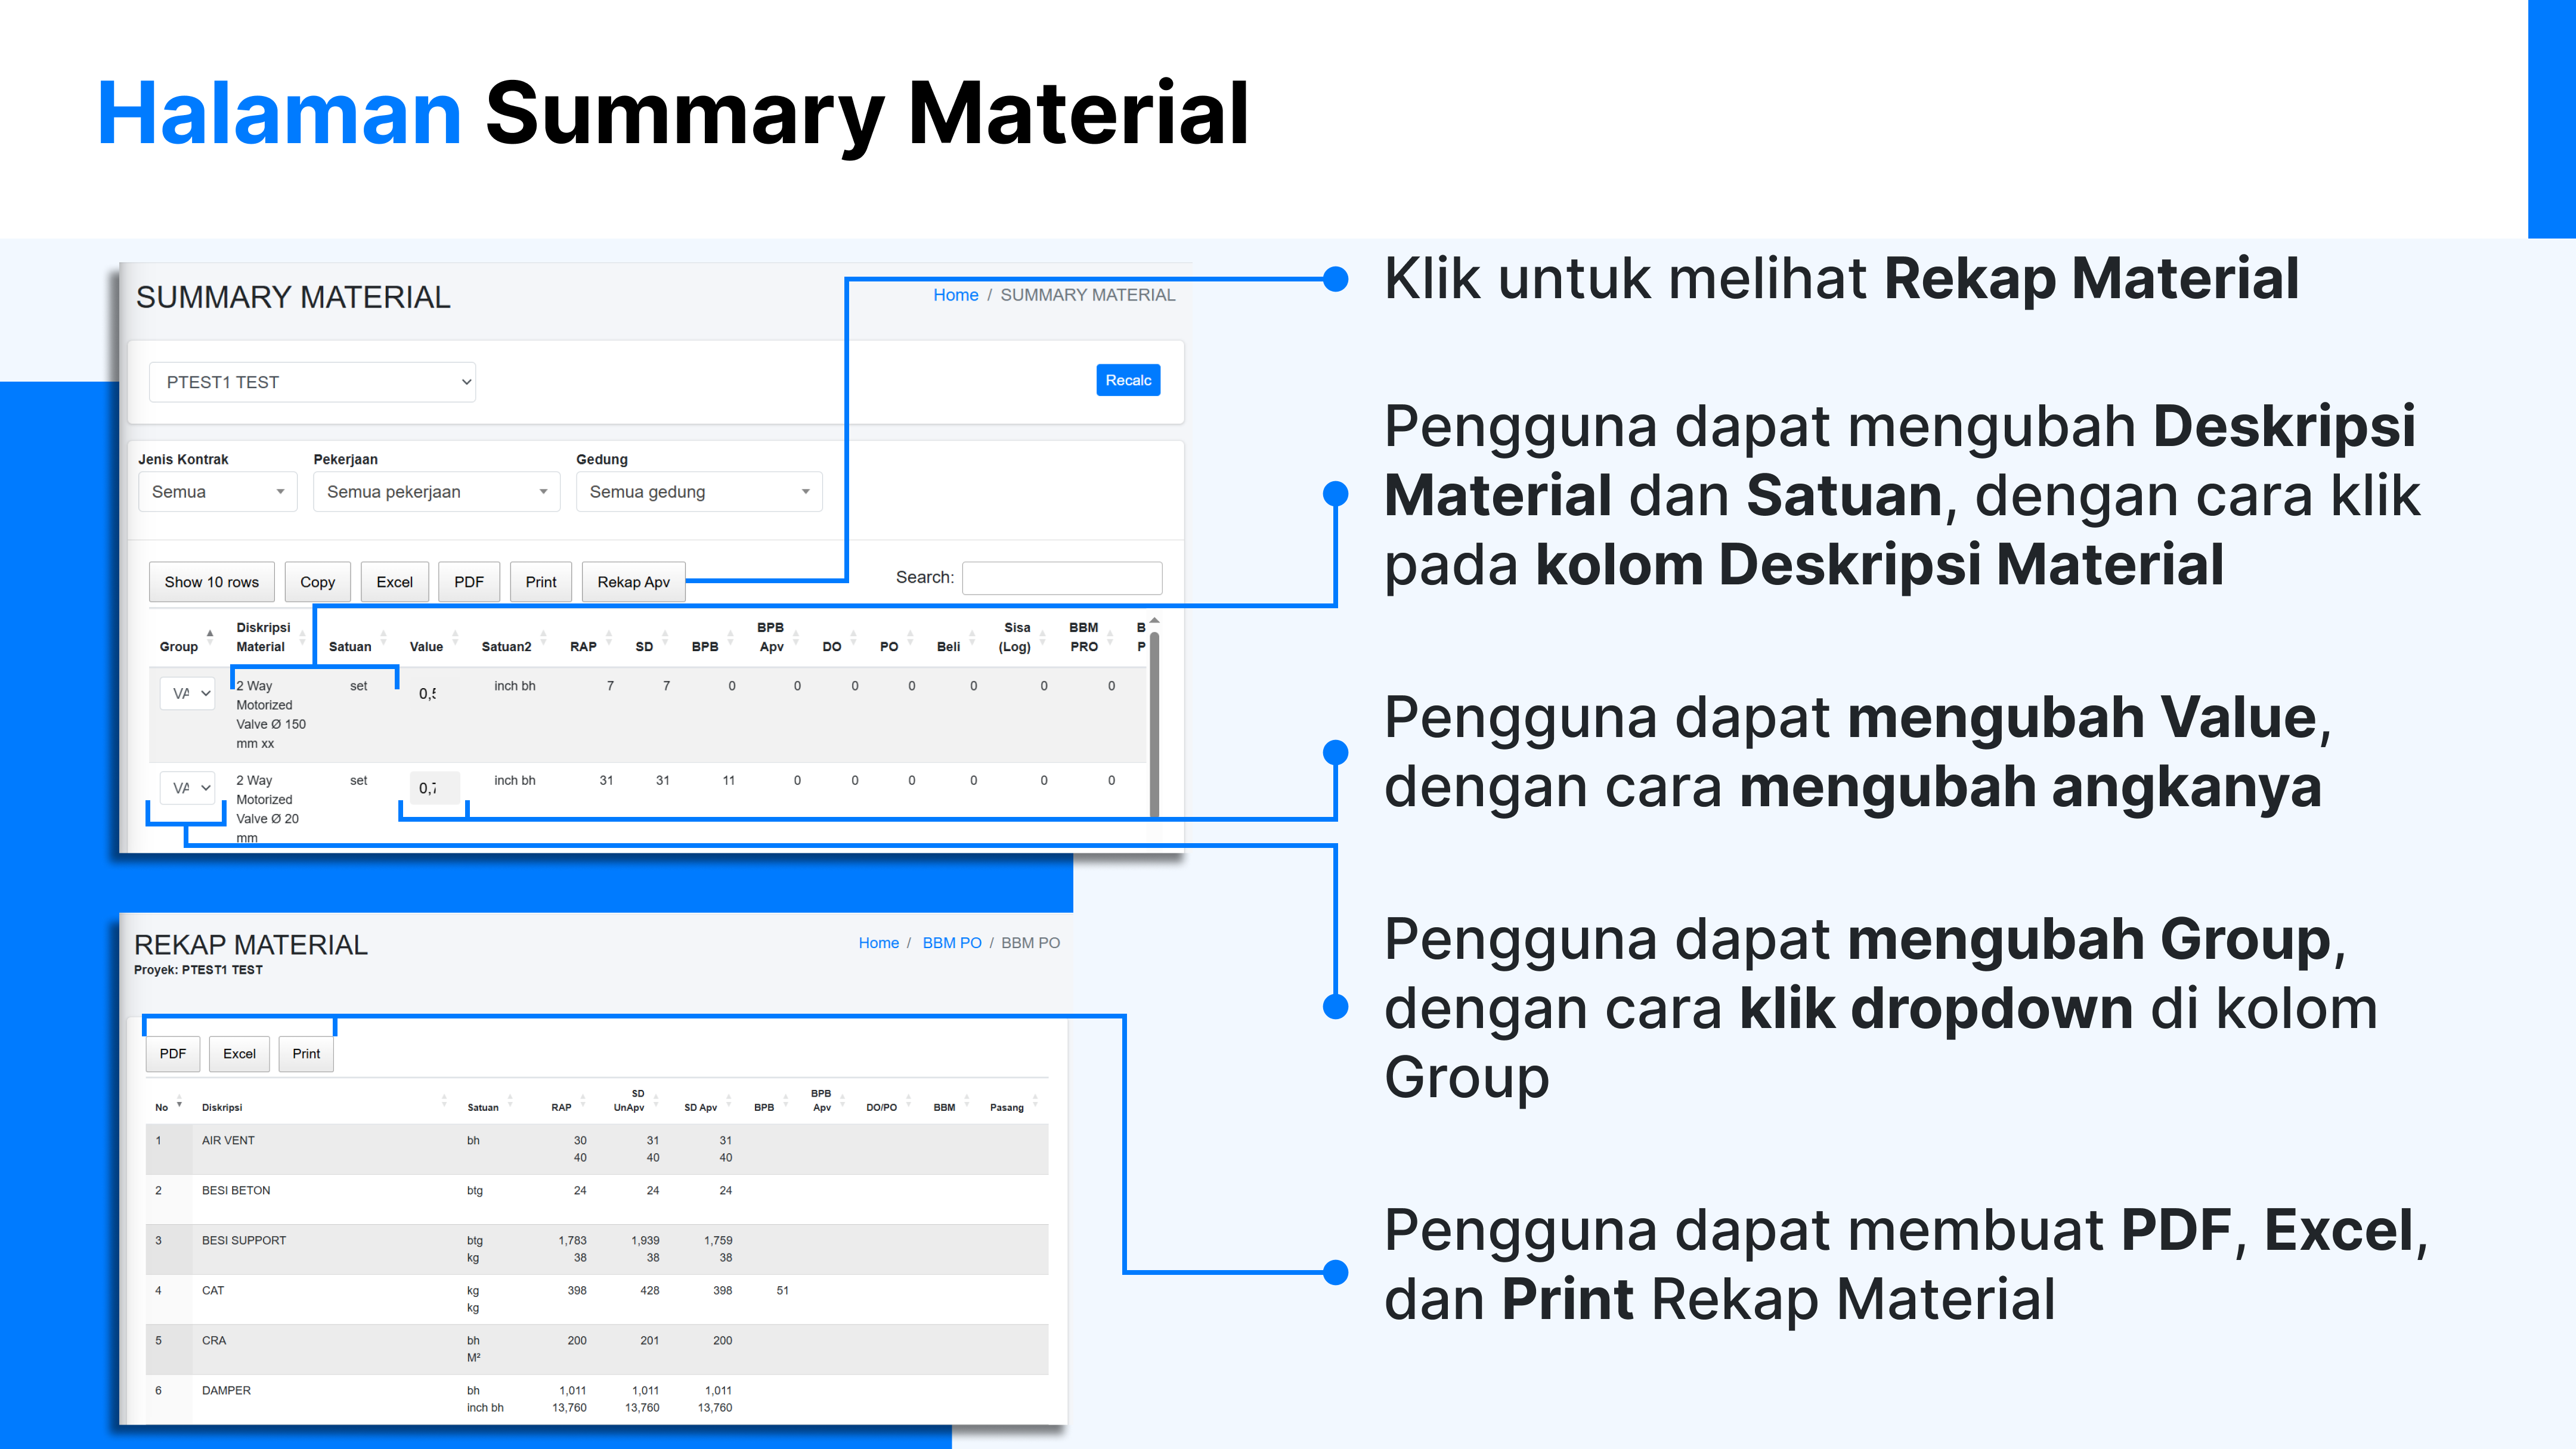 Halaman Summary Material
SUMMARY MATERIAL
Home / SUMMARY MATERIAL
PTEST1 TEST
Recalc
Jenis Kontrak Pekerjaan Gedung
Semua Semua pekerjaan Semua gedung
Show 10 rows Copy Excel PDF Print Rekap Apv Search:
Group Diskripsi Material Satuan Value Satuan2 RAP SD BPB BPB Apv DO PO Beli Sisa (Log) BBM PRO B P
VA 2 Way Motorized Valve Ø 150 mm xx set 0,5 inch bh 7 7 0 0 0 0 0 0 0
VA 2 Way Motorized Valve Ø 20 mm set 0,7 inch bh 31 31 11 0 0 0 0 0 0
REKAP MATERIAL
Proyek: PTEST1 TEST
Home / BBM PO / BBM PO
PDF Excel Print
No Diskripsi Satuan RAP SD UnApv SD Apv BPB BPB Apv DO/PO BBM Pasang
1 AIR VENT bh 30 31 31
40 40 40
2 BESI BETON btg 24 24 24
3 BESI SUPPORT btg 1,783 1,939 1,759
kg 38 38 38
4 CAT kg 398 428 398 51
kg
5 CRA bh 200 201 200
M²
6 DAMPER bh 1,011 1,011 1,011
inch bh 13,760 13,760 13,760
Klik untuk melihat Rekap Material
Pengguna dapat mengubah Deskripsi
Material dan Satuan, dengan cara klik
pada kolom Deskripsi Material
Pengguna dapat mengubah Value,
dengan cara mengubah angkanya
Pengguna dapat mengubah Group,
dengan cara klik dropdown di kolom
Group
Pengguna dapat membuat PDF, Excel,
dan Print Rekap Material